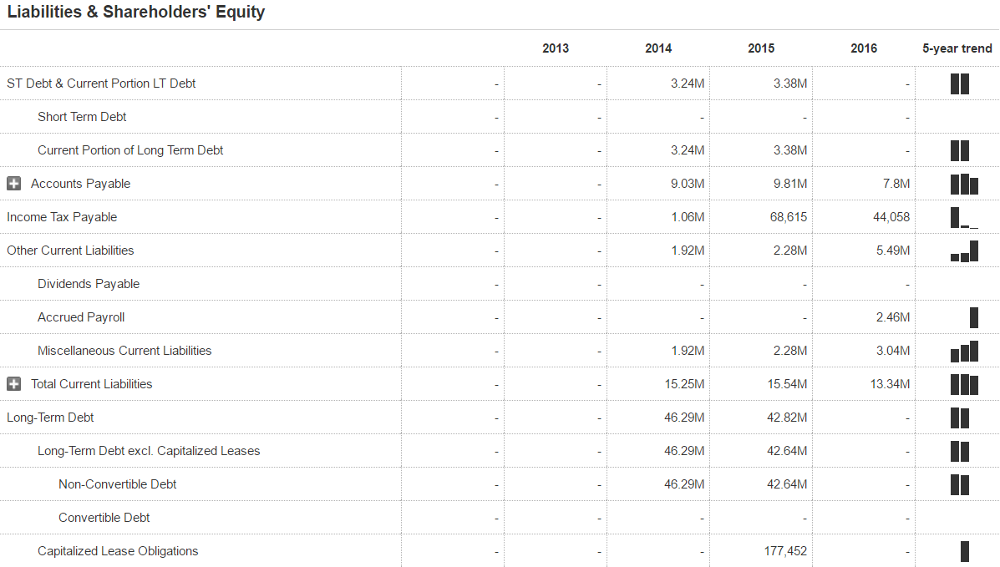 Liabilities & Shareholders' Equity
2013 2014 2015 2016 5-year trend
ST Debt & Current Portion LT Debt - - 3.24M 3.38M -
Short Term Debt - - - - -
Current Portion of Long Term Debt - - 3.24M 3.38M -
Accounts Payable - - 9.03M 9.81M 7.8M
Income Tax Payable - - 1.06M 68,615 44,058
Other Current Liabilities - - 1.92M 2.28M 5.49M
Dividends Payable - - - - -
Accrued Payroll - - - - 2.46M
Miscellaneous Current Liabilities - - 1.92M 2.28M 3.04M
Total Current Liabilities - - 15.25M 15.54M 13.34M
Long-Term Debt - - 46.29M 42.82M -
Long-Term Debt excl. Capitalized Leases - - 46.29M 42.64M -
Non-Convertible Debt - - 46.29M 42.64M -
Convertible Debt - - - - -
Capitalized Lease Obligations - - - 177,452 -